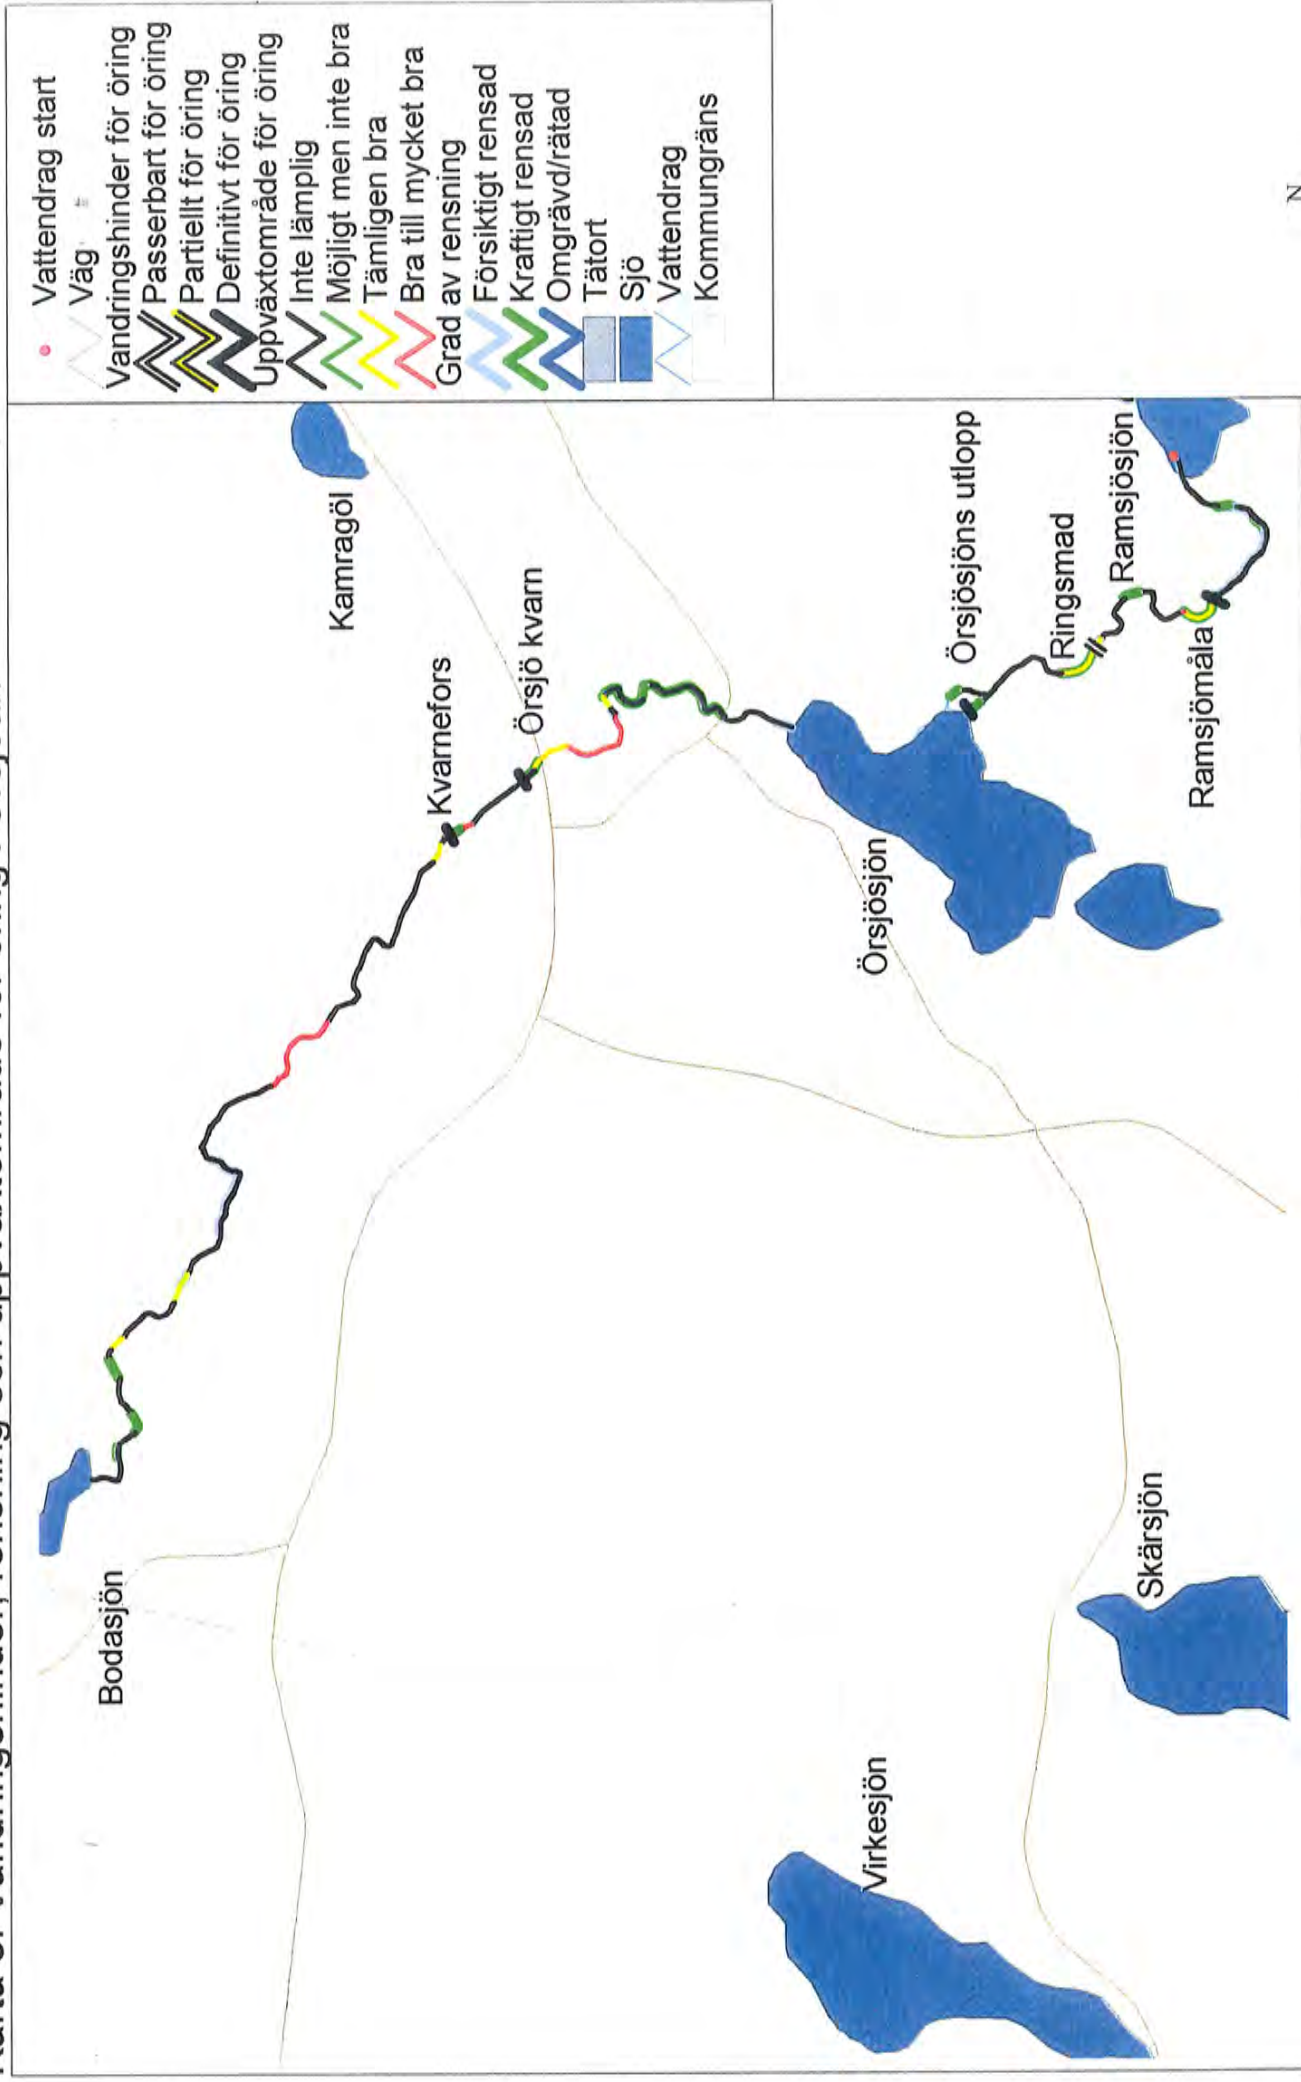 Vattendrag start
Väg
Vandringshinder för öring
Passerbart för öring
Partiellt för öring
Definitivt för öring
Uppväxtområde för öring
Inte lämplig
Möjligt men inte bra
Tämligen bra
Bra till mycket bra
Grad av rensning
Försiktigt rensad
Kraftigt rensad
Omgrävd/rätad
Tätort
Sjö
Vattendrag
Kommungräns
N
Bodasjön
Kamragöl
Kvarnefors
Örsjö kvarn
Virkesjön
Örsjösjön
Örsjösjöns utlopp
Ringsmad
Ramsjösjön
Skärsjön
Ramsjömåla